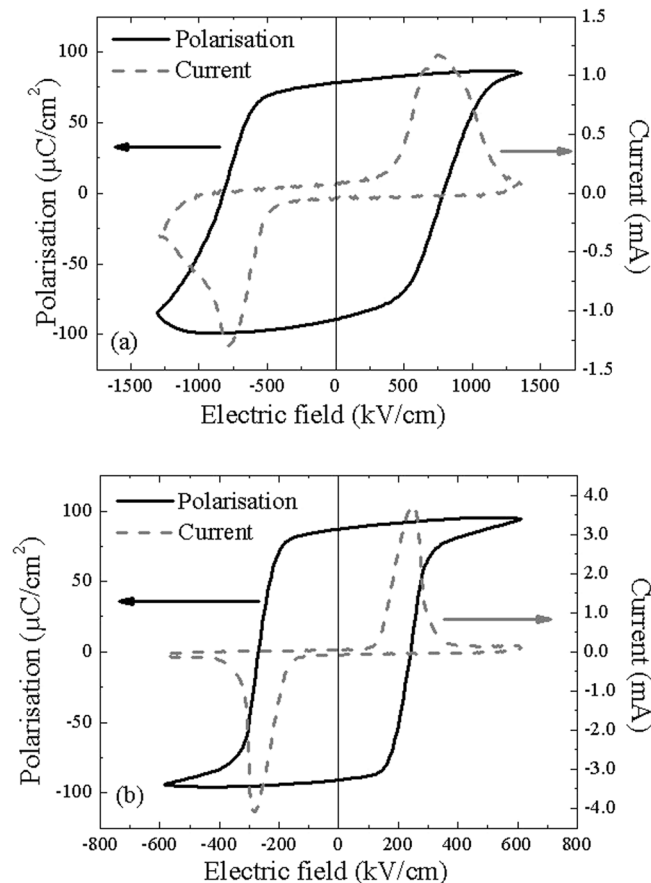 1.5
100
Polarisation
Current
1.0
50
0.5
0
0.0
-50
-0.5
-100
-1.0
(a)
-1.5
Polarisation (μC/cm²)
Current (mA)
-1500 -1000 -500 0 500 1000 1500
Electric field (kV/cm)
100
Polarisation
Current
4.0
3.0
50
2.0
1.0
0
0.0
-1.0
-50
-2.0
-3.0
-100
-4.0
(b)
Polarisation (μC/cm²)
Current (mA)
-800 -600 -400 -200 0 200 400 600 800
Electric field (kV/cm)